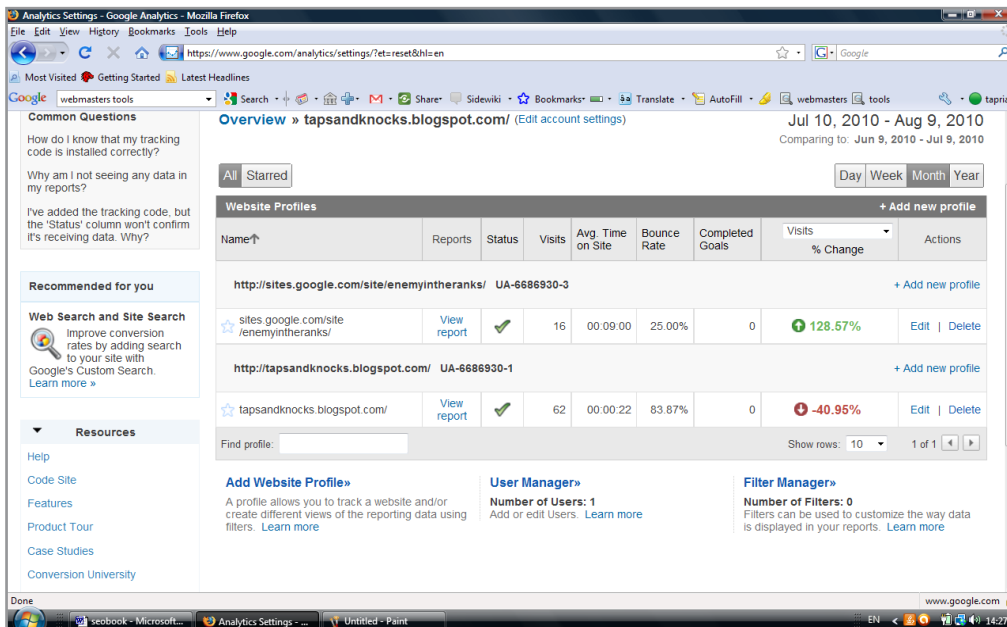 Analytics Settings - Google Analytics - Mozilla Firefox
File Edit View History Bookmarks Tools Help
https://www.google.com/analytics/settings/?et=reset&hl=en
G Google
Most Visited Getting Started Latest Headlines
Google webmasters tools Search Share Sidewiki Bookmarks Translate AutoFill webmasters tools
Common Questions
How do I know that my tracking
code is installed correctly?
Why am I not seeing any data in
my reports?
I've added the tracking code, but
the 'Status' column won't confirm
it's receiving data. Why?
Recommended for you
Web Search and Site Search
Improve conversion
rates by adding search
to your site with
Google's Custom Search.
Learn more »
Resources
Help
Code Site
Features
Product Tour
Case Studies
Conversion University
Overview » tapsandknocks.blogspot.com/ (Edit account settings)
Jul 10, 2010 - Aug 9, 2010
Comparing to: Jun 9, 2010 - Jul 9, 2010
All Starred
Day Week Month Year
Website Profiles + Add new profile
Name Reports Status Visits Avg. Time on Site Bounce Rate Completed Goals Visits % Change Actions
http://sites.google.com/site/enemyintheranks/ UA-6686930-3 + Add new profile
sites.google.com/site
/enemyintheranks/ View report 16 00:09:00 25.00% 0 128.57% Edit | Delete
http://tapsandknocks.blogspot.com/ UA-6686930-1 + Add new profile
tapsandknocks.blogspot.com/ View report 62 00:00:22 83.87% 0 -40.95% Edit | Delete
Find profile: Show rows: 10 1 of 1
Add Website Profile»
A profile allows you to track a website and/or
create different views of the reporting data using
filters. Learn more
User Manager»
Number of Users: 1
Add or edit Users. Learn more
Filter Manager»
Number of Filters: 0
Filters can be used to customize the way data
is displayed in your reports. Learn more
Done www.google.com
seobook - Microsoft... Analytics Settings - ... Untitled - Paint EN